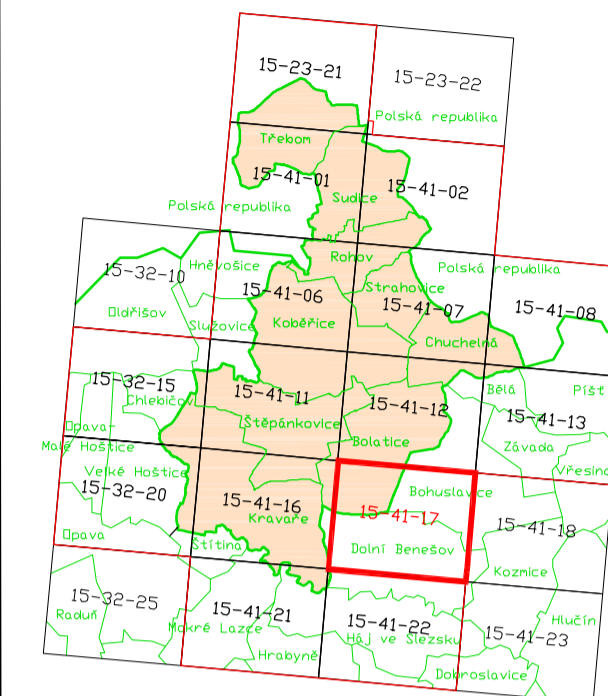 15-23-21
15-23-22
Polská republika
Třebom
15-41-01
15-41-02
Sudice
Polská republika
Rohov
Hněvošice
Polská republika
15-32-10
15-41-06
Strahovice
15-41-07
15-41-08
Oldřišov
Služovice
Kobeřice
Chuchelná
15-32-15
Chlebičov
15-41-11
15-41-12
Bělá
Píšť
15-41-13
Opava-
Štěpánkovice
Malé Hoštice
Bolatice
Závada
Velké Hoštice
Vřesina
15-32-20
15-41-16
Bohuslavice
15-41-17
15-41-18
Kravaře
Opava
Štítina
Dolní Benešov
Kozmice
15-32-25
Raduň
15-41-21
15-41-22
Hlučín
Mokré Lazce
Háj ve Slezsku
15-41-23
Hrabyně
Dobroslavice